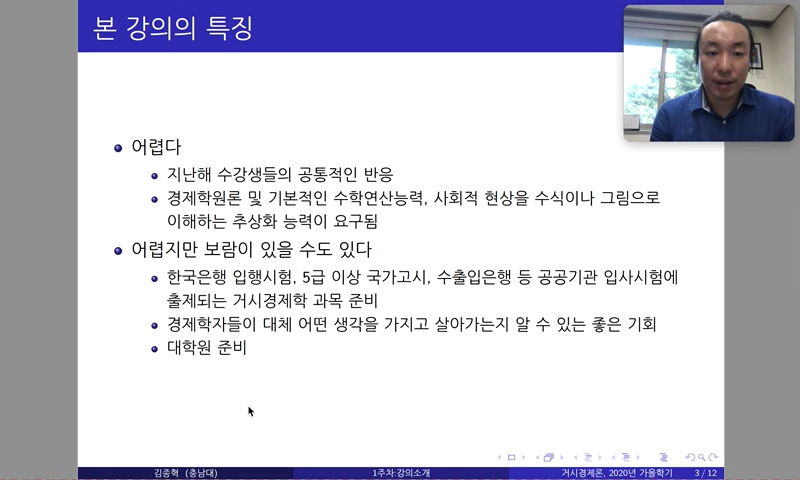 본 강의의 특징
어렵다
지난해 수강생들의 공통적인 반응
경제학원론 및 기본적인 수학연산능력, 사회적 현상을 수식이나 그림으로
이해하는 추상화 능력이 요구됨
어렵지만 보람이 있을 수도 있다
한국은행 입행시험, 5급 이상 국가고시, 수출입은행 등 공공기관 입사시험에
출제되는 거시경제학 과목 준비
경제학자들이 대체 어떤 생각을 가지고 살아가는지 알 수 있는 좋은 기회
대학원 준비
김종혁 (충남대) 1주차:강의소개 거시경제론, 2020년 가을학기 3 / 12